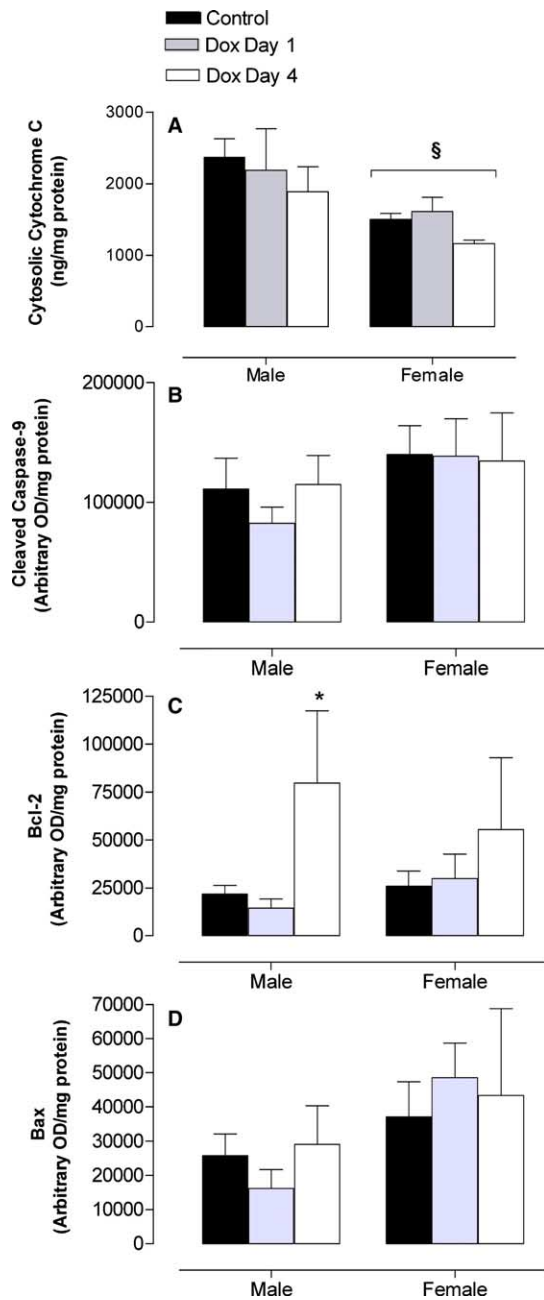 Control
Dox Day 1
Dox Day 4
A
Cytosolic Cytochrome C
(ng/mg protein)
3000
2000
1000
0
§
Male Female
B
Cleaved Caspase-9
(Arbitrary OD/mg protein)
200000
100000
0
Male Female
C
Bcl-2
(Arbitrary OD/mg protein)
125000
100000
75000
50000
25000
0
*
Male Female
D
Bax
(Arbitrary OD/mg protein)
70000
60000
50000
40000
30000
20000
10000
0
Male Female